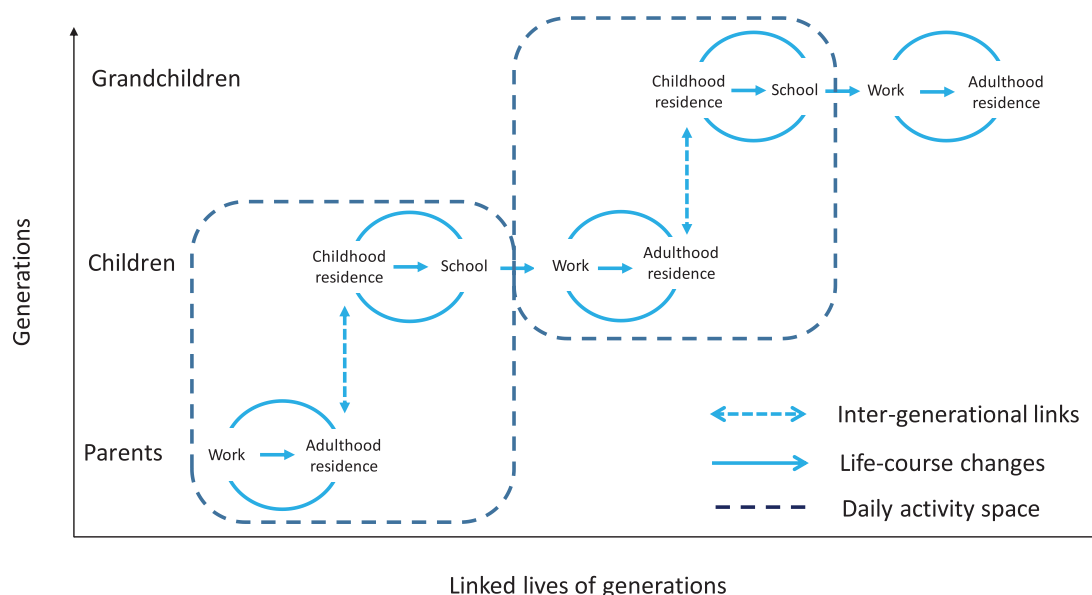 Generations
Grandchildren
Childhood
residence
School
Work
Adulthood
residence
Children
Childhood
residence
School
Work
Adulthood
residence
Parents
Work
Adulthood
residence
Inter-generational links
Life-course changes
Daily activity space
Linked lives of generations